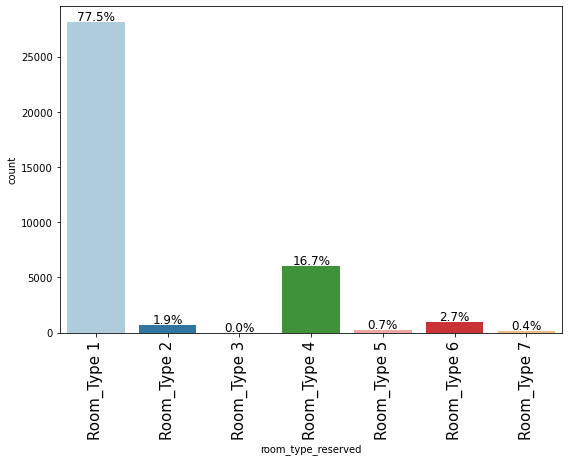 77.5%
25000
20000
15000
10000
5000
0
count
1.9%
0.0%
16.7%
0.7%
2.7%
0.4%
Room_Type 1
Room_Type 2
Room_Type 3
Room_Type 4
Room_Type 5
Room_Type 6
Room_Type 7
room_type_reserved